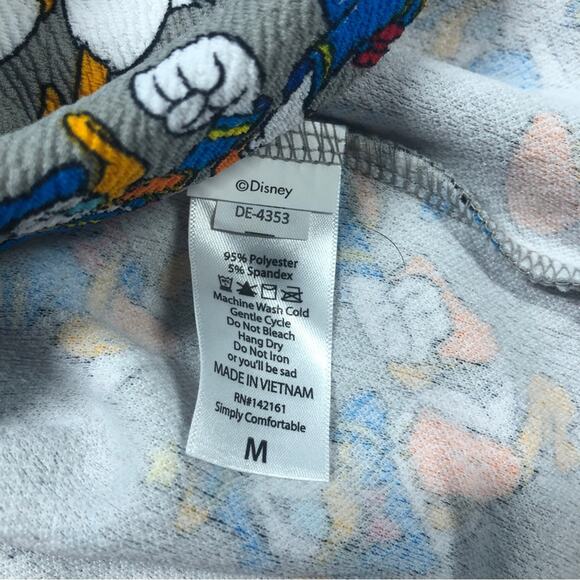 ©Disney
DE-4353
95% Polyester
5% Spandex
Machine Wash Cold
Gentle Cycle
Do Not Bleach
Hang Dry
Do Not Iron
or you'll be sad
MADE IN VIETNAM
RN#142161
Simply Comfortable
M